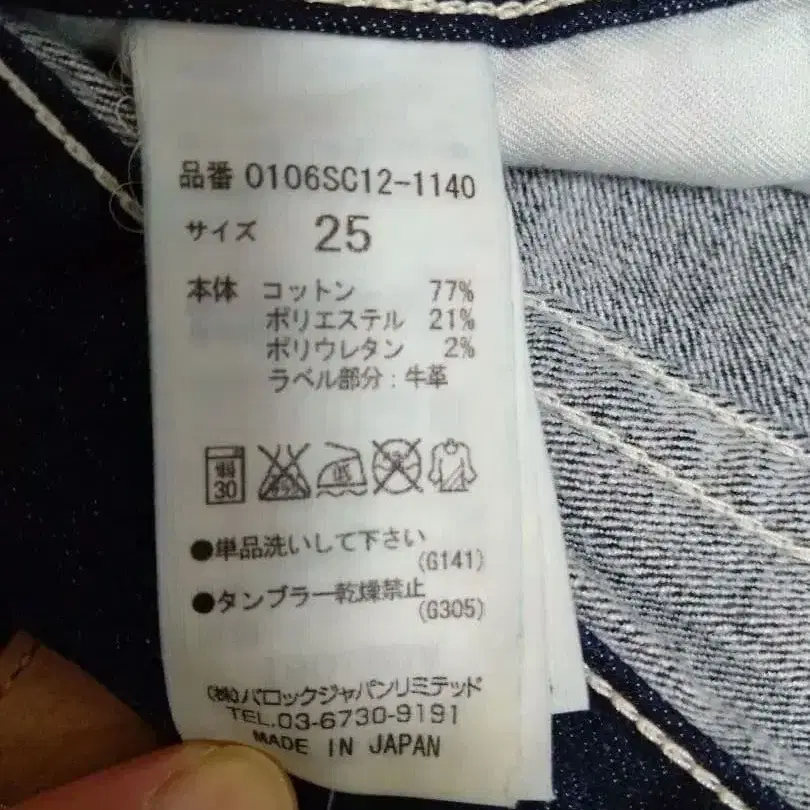 品番 0106SC12-1140
サイズ 25
本体 コットン 77%
ポリエステル 21%
ポリウレタン 2%
ラベル部分:牛革
弱 30 低
●単品洗いして下さい
(G141)
●タンブラー乾燥禁止
(G305)
(株)バロックジャパンリミテッド
TEL.03-6730-9191
MADE IN JAPAN